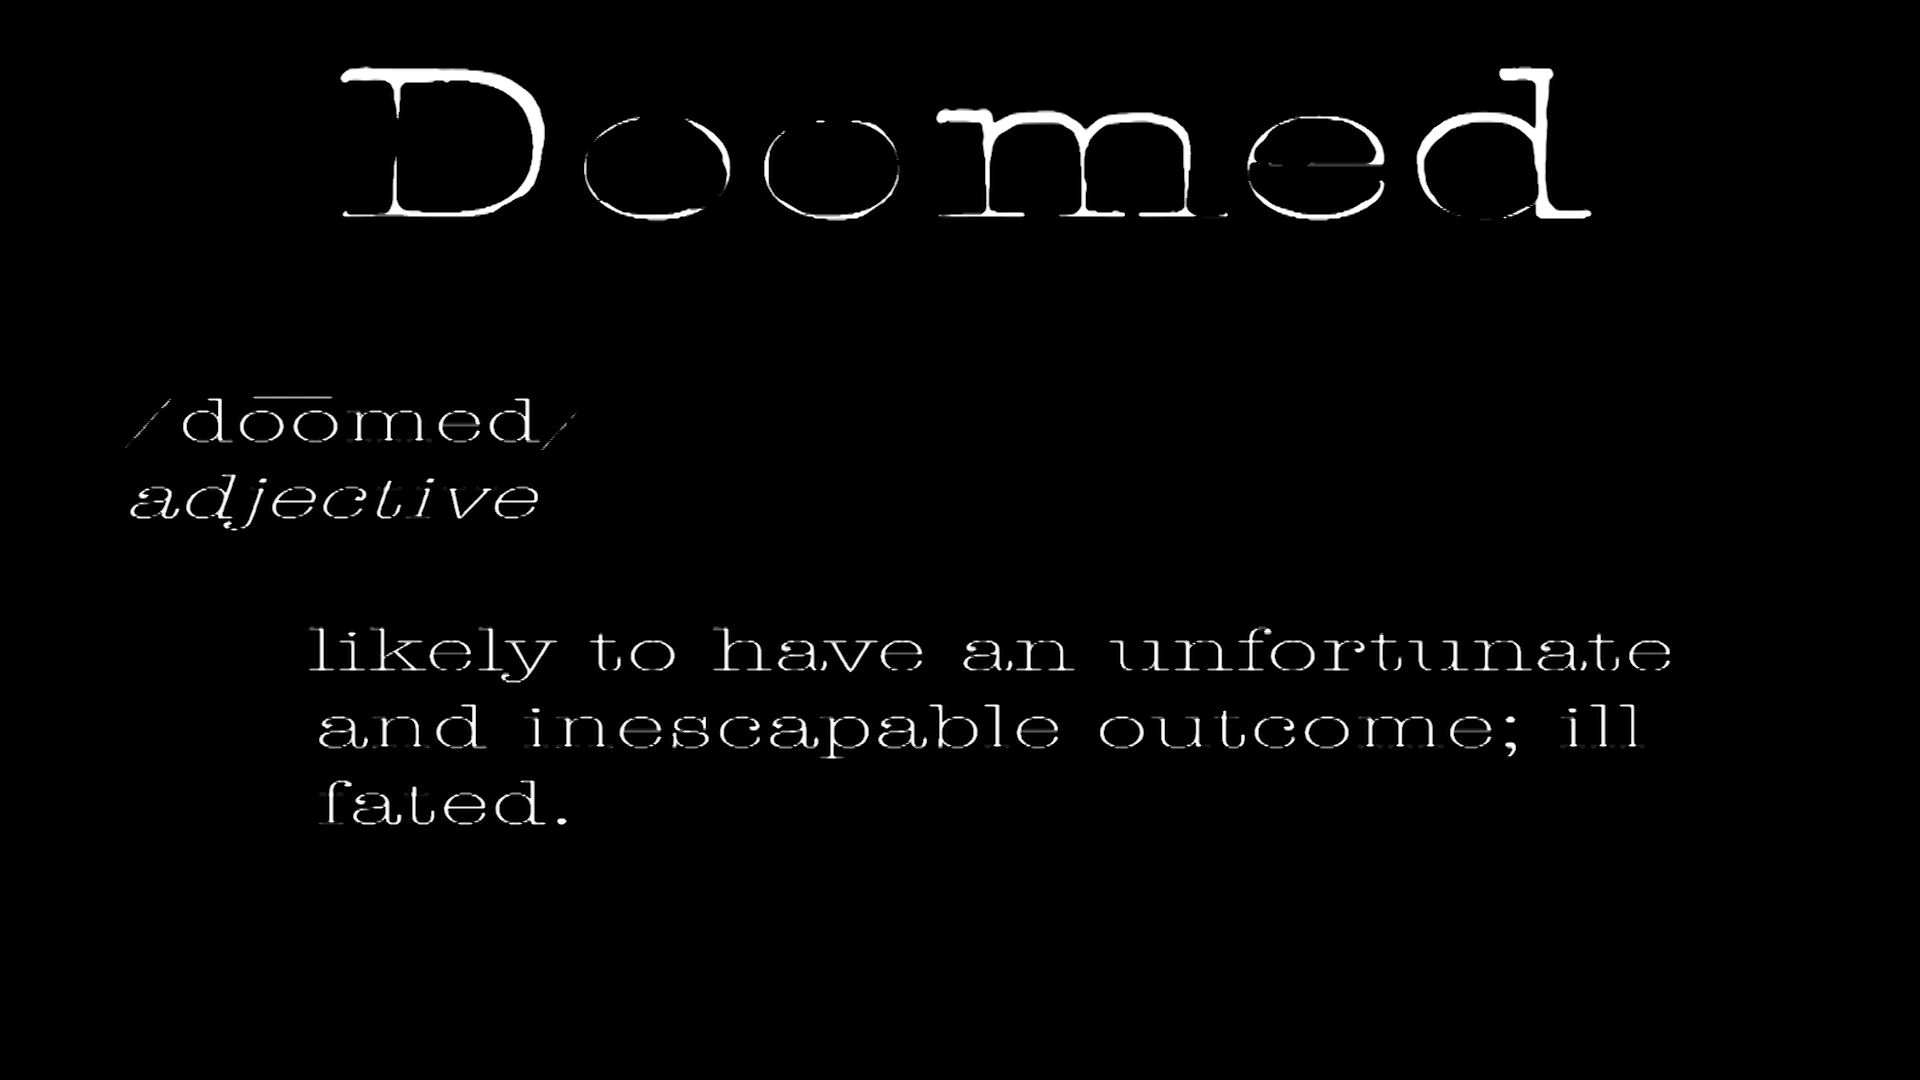 Doomed
/do͞omed/
adjective
likely to have an unfortunate
and inescapable outcome; ill
fated.